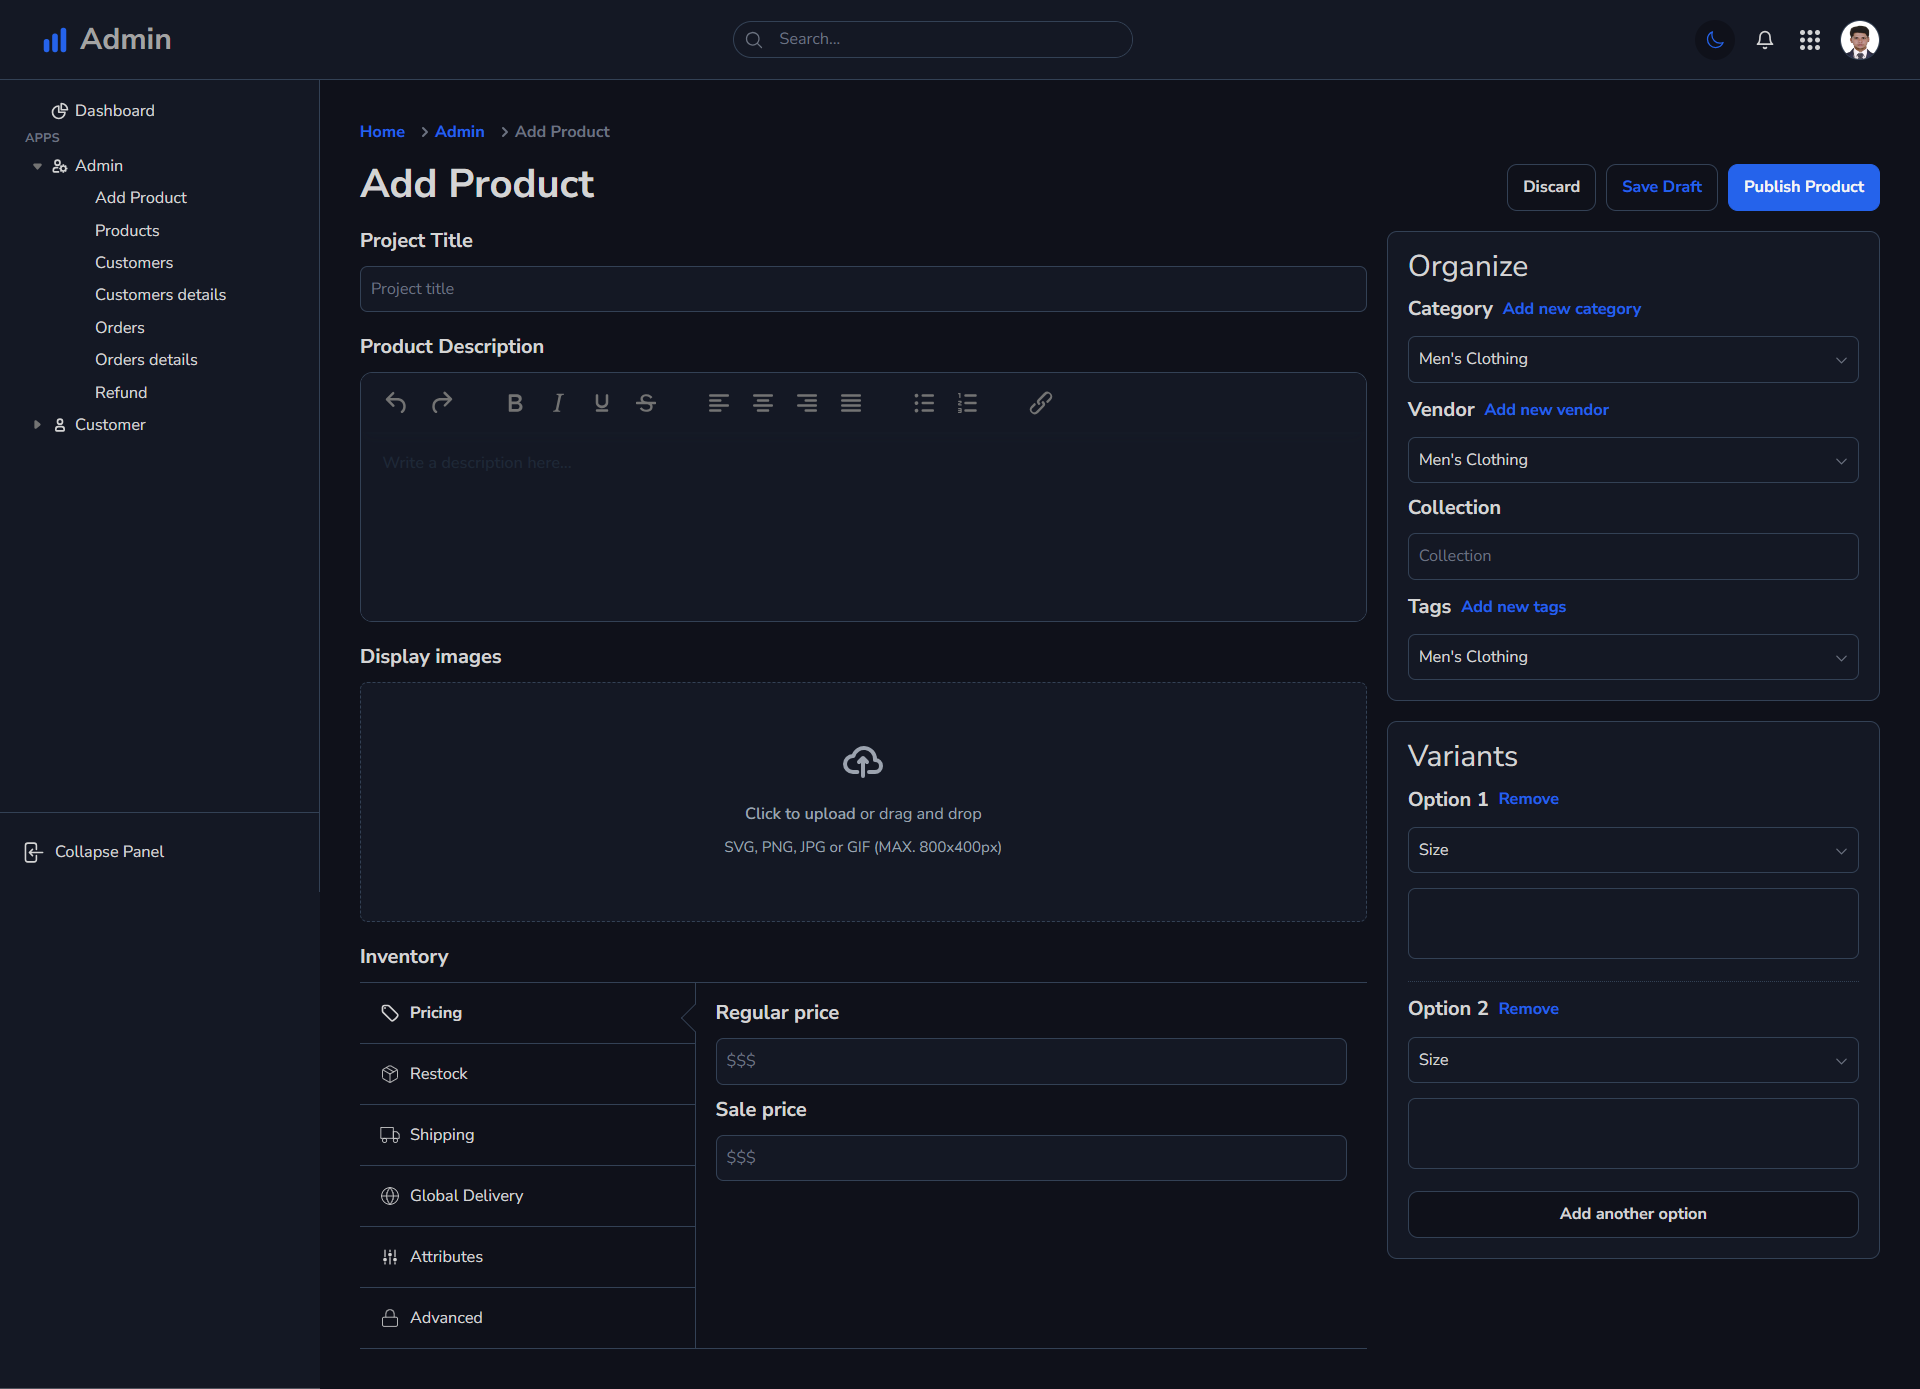 Admin
Search...
Dashboard
APPS
Admin
Add Product
Products
Customers
Customers details
Orders
Orders details
Refund
Customer
Collapse Panel
Home
Admin
Add Product
Add Product
Discard
Save Draft
Publish Product
Project Title
Project title
Product Description
Write a description here...
Display images
Click to upload or drag and drop
SVG, PNG, JPG or GIF (MAX. 800x400px)
Inventory
Pricing
Restock
Shipping
Global Delivery
Attributes
Advanced
Regular price
$$$
Sale price
$$$
Organize
Category Add new category
Men's Clothing
Vendor Add new vendor
Men's Clothing
Collection
Collection
Tags Add new tags
Men's Clothing
Variants
Option 1 Remove
Size
Option 2 Remove
Size
Add another option